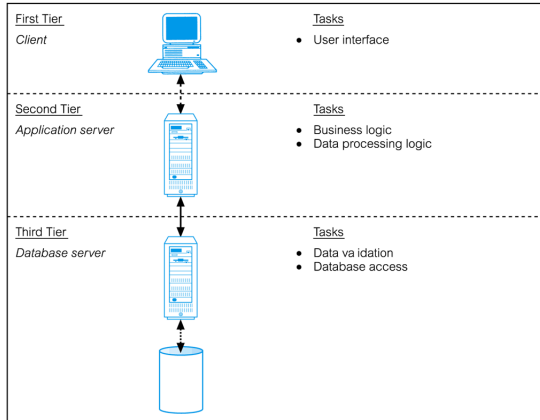 First Tier
Tasks
Client
● User interface
Second Tier
Tasks
Application server
● Business logic
● Data processing logic
Third Tier
Tasks
Database server
● Data va idation
● Database access